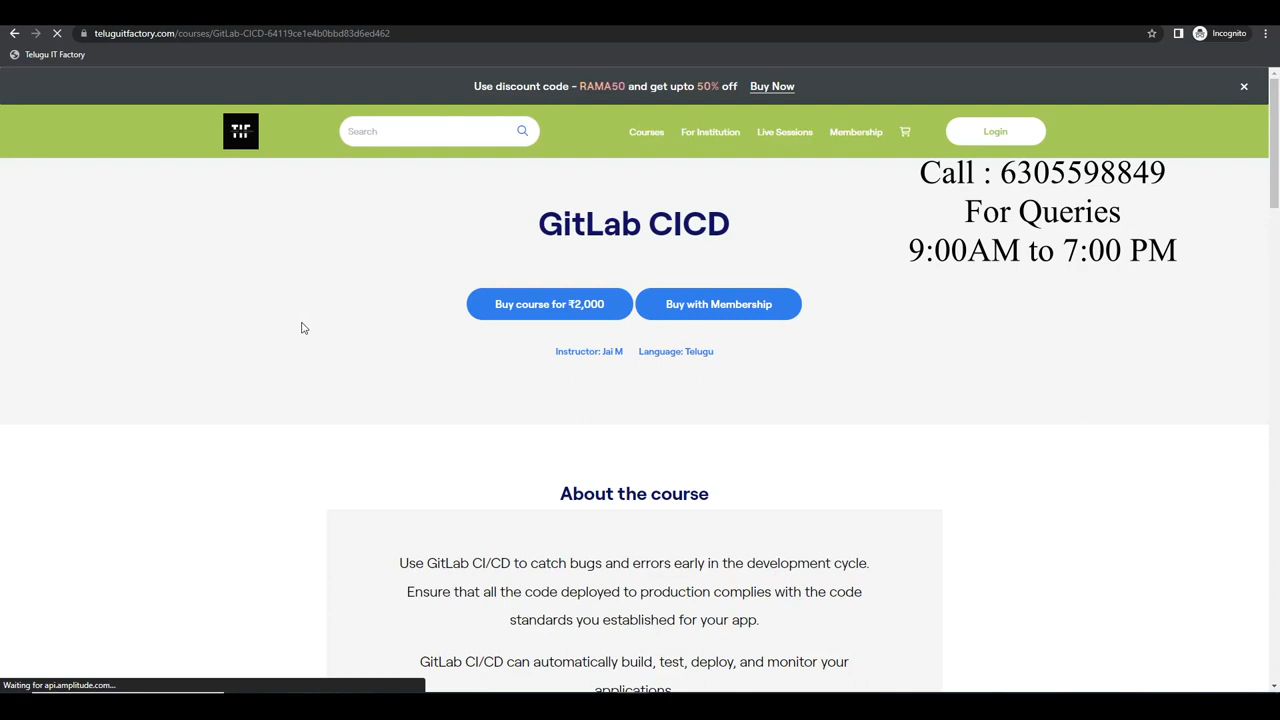 teluguitfactory.com/courses/GitLab-CICD-64119ce1e4b0bbd83d6ed462
Incognito
Telugu IT Factory
Use discount code - RAMA50 and get upto 50% off Buy Now
TIF
Search
Courses
For Institution
Live Sessions
Membership
Login
Call : 6305598849
For Queries
9:00AM to 7:00 PM
GitLab CICD
Buy course for ₹2,000
Buy with Membership
Instructor: Jai M
Language: Telugu
About the course
Use GitLab CI/CD to catch bugs and errors early in the development cycle.
Ensure that all the code deployed to production complies with the code
standards you established for your app.
GitLab CI/CD can automatically build, test, deploy, and monitor your
applications.
Waiting for api.amplitude.com...